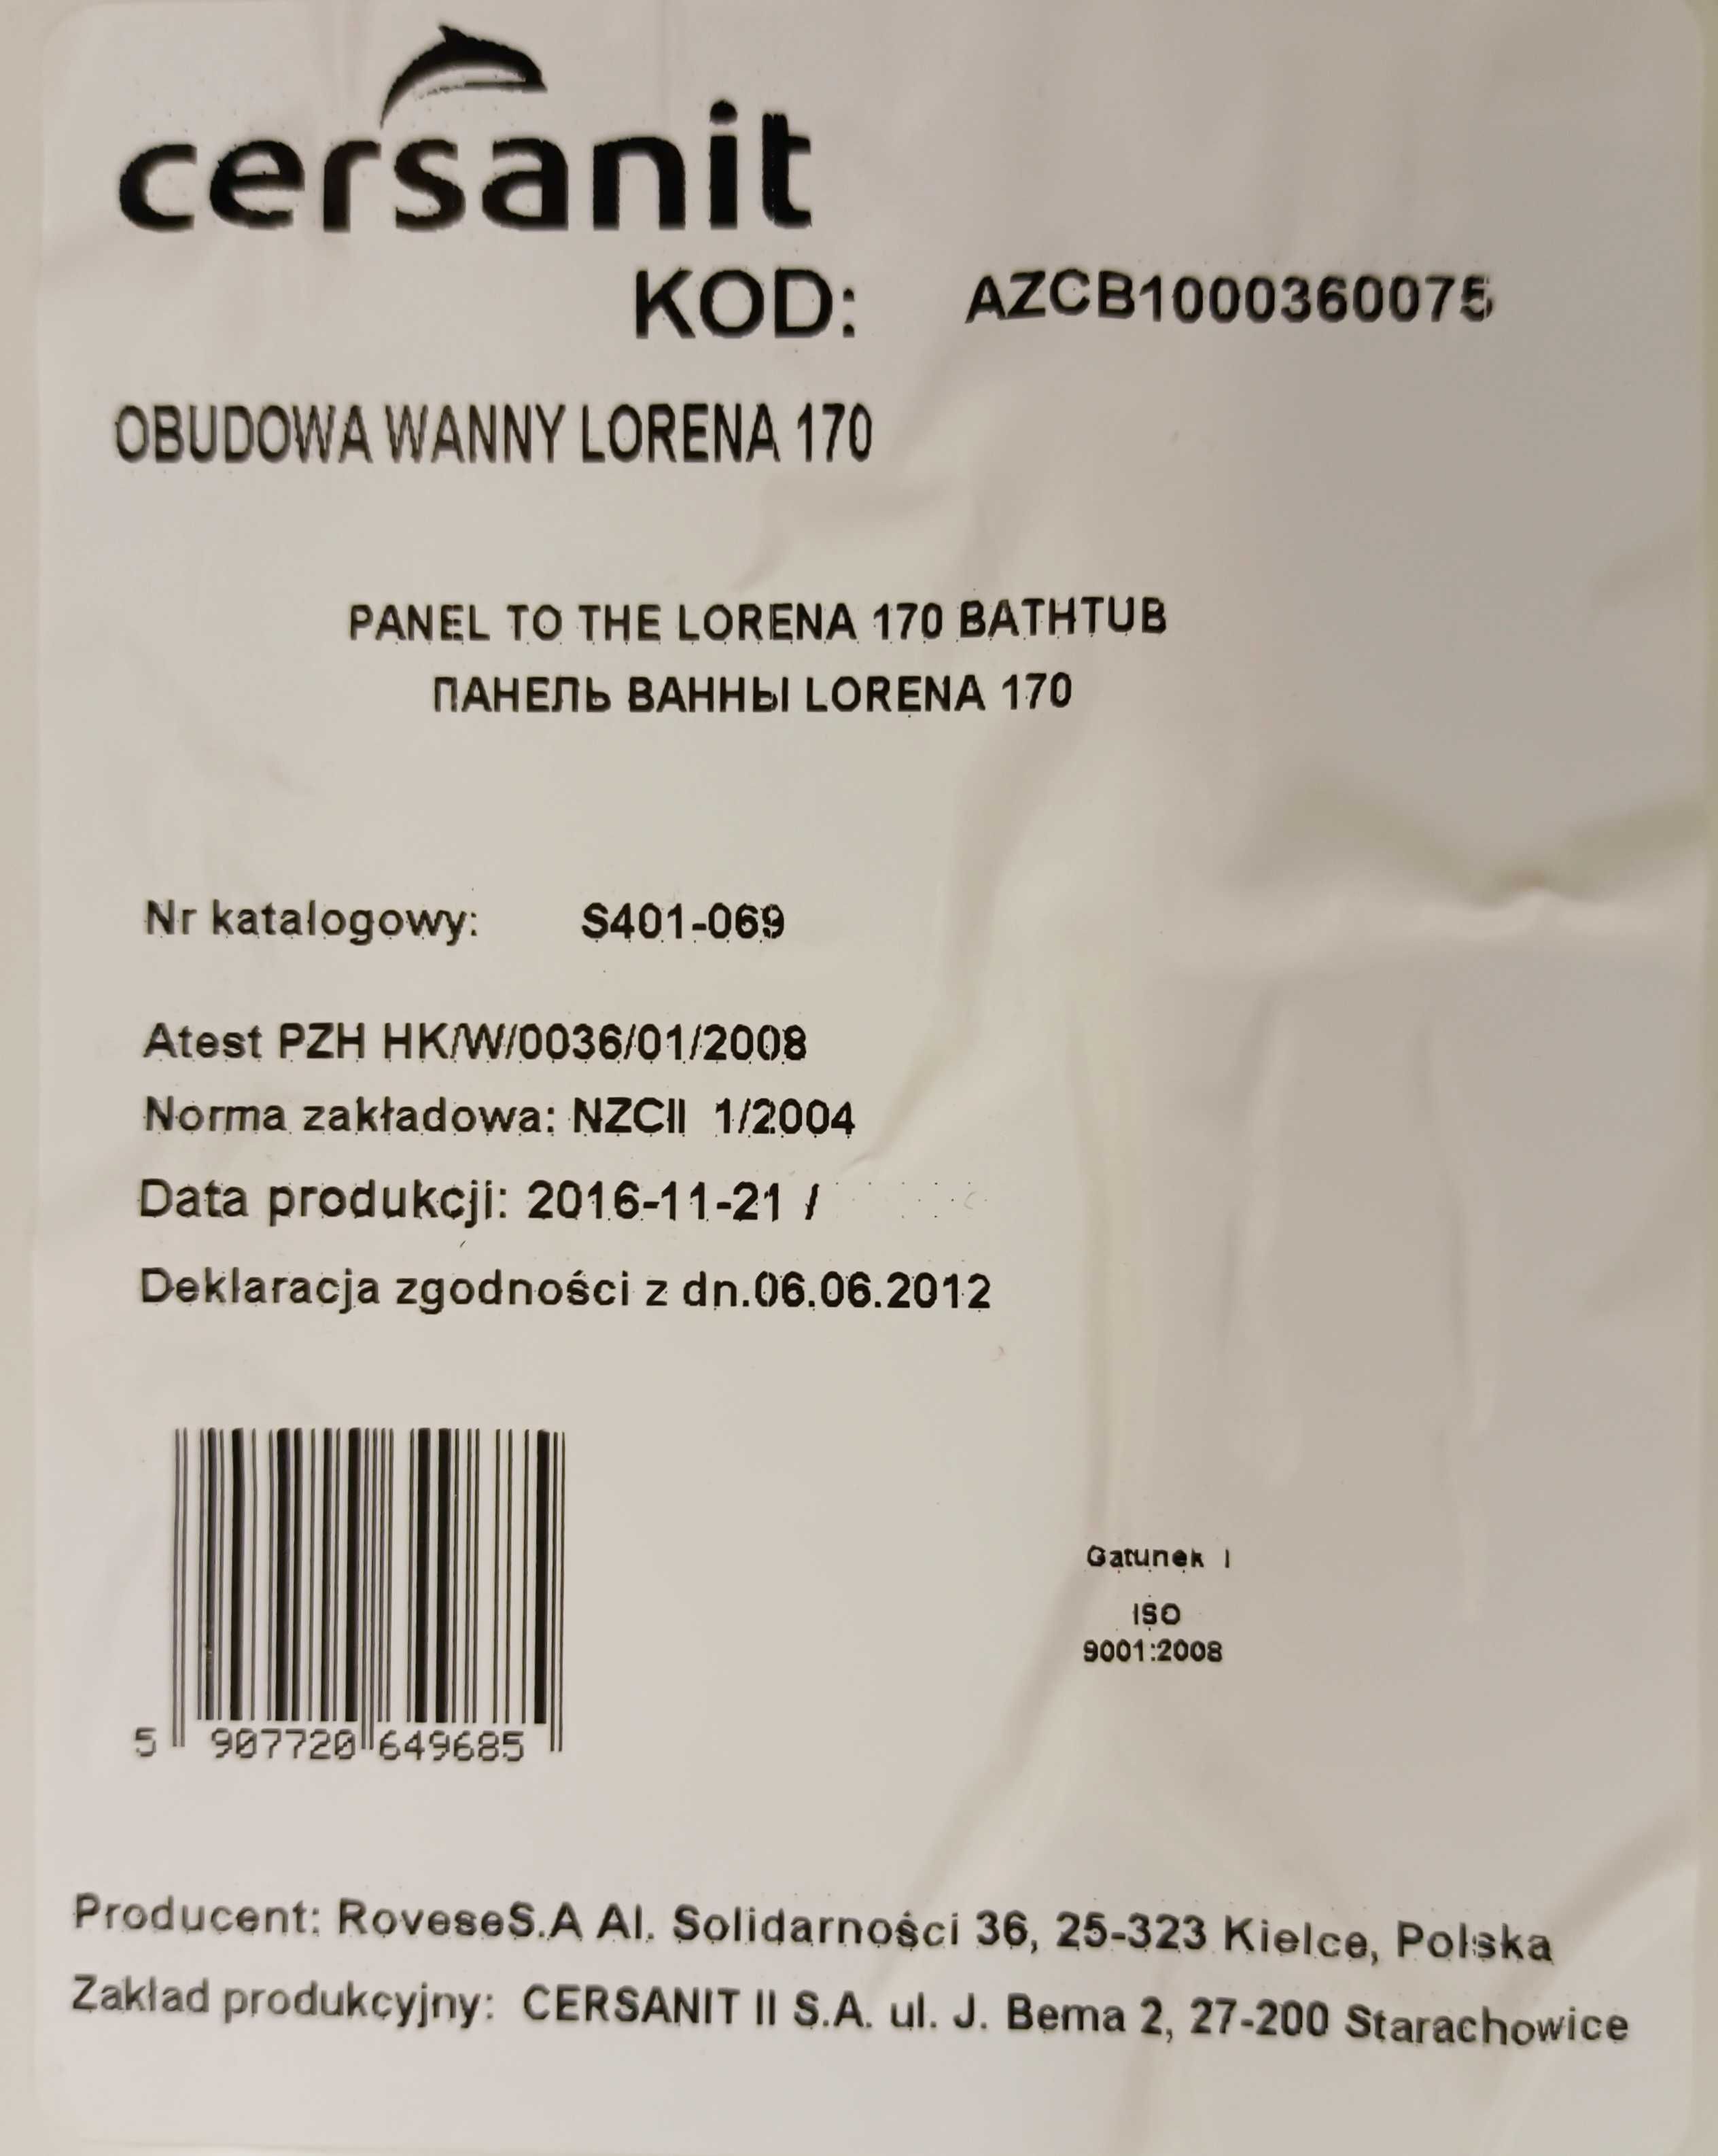 cersanit
KOD: AZCB1000360075
OBUDOWA WANNY LORENA 170
PANEL TO THE LORENA 170 BATHTUB
ПАНЕЛЬ ВАННЫ LORENA 170
Nr katalogowy: S401-069
Atest PZH HK/W/0036/01/2008
Norma zakładowa: NZCII 1/2004
Data produkcji: 2016-11-21 /
Deklaracja zgodności z dn.06.06.2012
Gatunek I
ISO
9001:2008
5 907720 649685
Producent: RoveseS.A Al. Solidarności 36, 25-323 Kielce, Polska
Zakład produkcyjny: CERSANIT II S.A. ul. J. Bema 2, 27-200 Starachowice